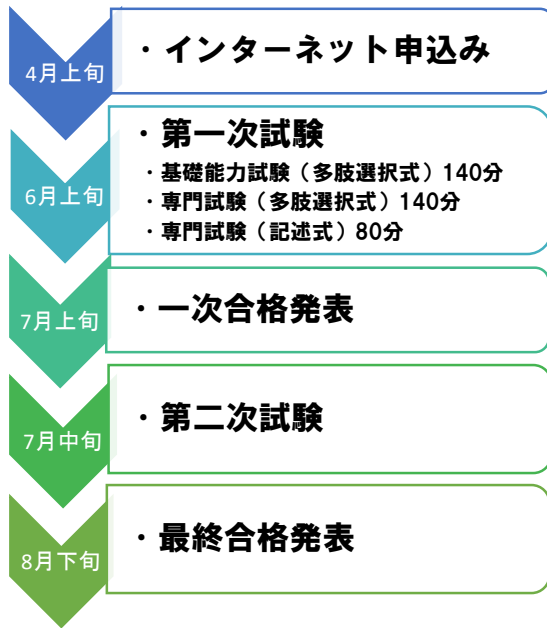 4月上旬
・インターネット申込み
6月上旬
・第一次試験
・基礎能力試験（多肢選択式）140分
・専門試験（多肢選択式）140分
・専門試験（記述式）80分
7月上旬
・一次合格発表
7月中旬
・第二次試験
8月下旬
・最終合格発表